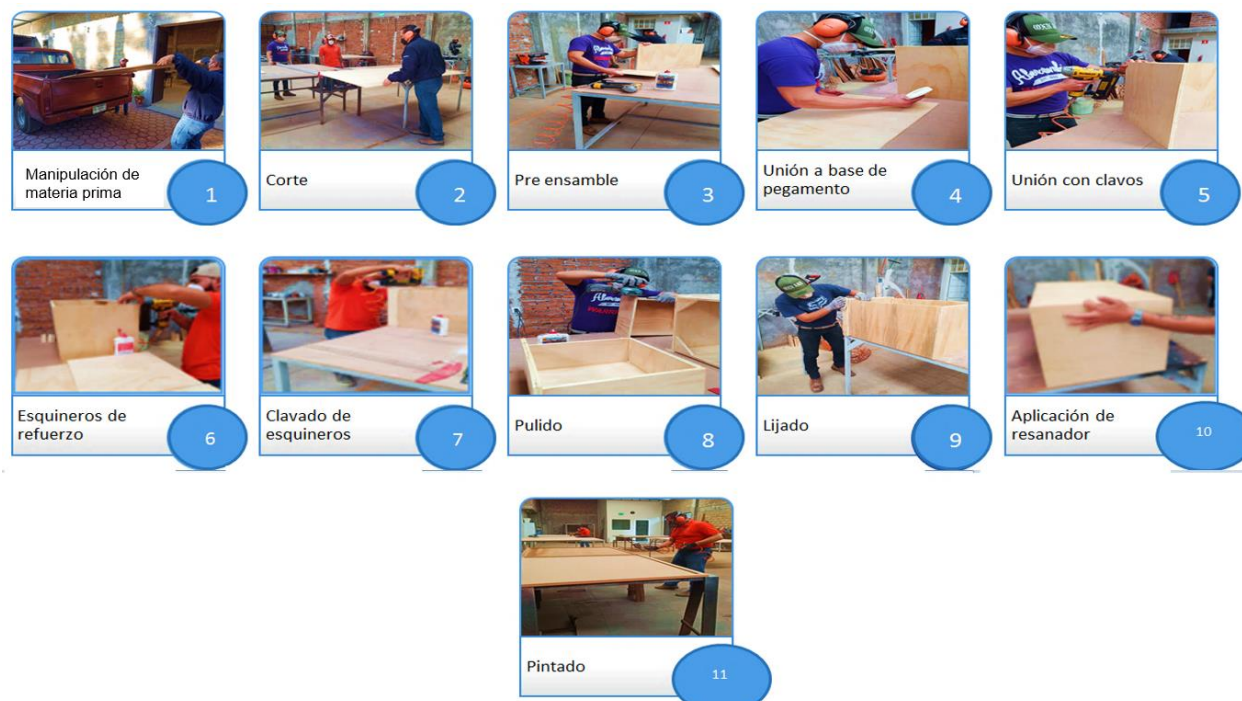 Manipulación de
materia prima
1
Corte
2
Pre ensamble
3
Unión a base de
pegamento
4
Unión con clavos
5
Esquineros de
refuerzo
6
Clavado de
esquineros
7
Pulido
8
Lijado
9
Aplicación de
resanador
10
Pintado
11